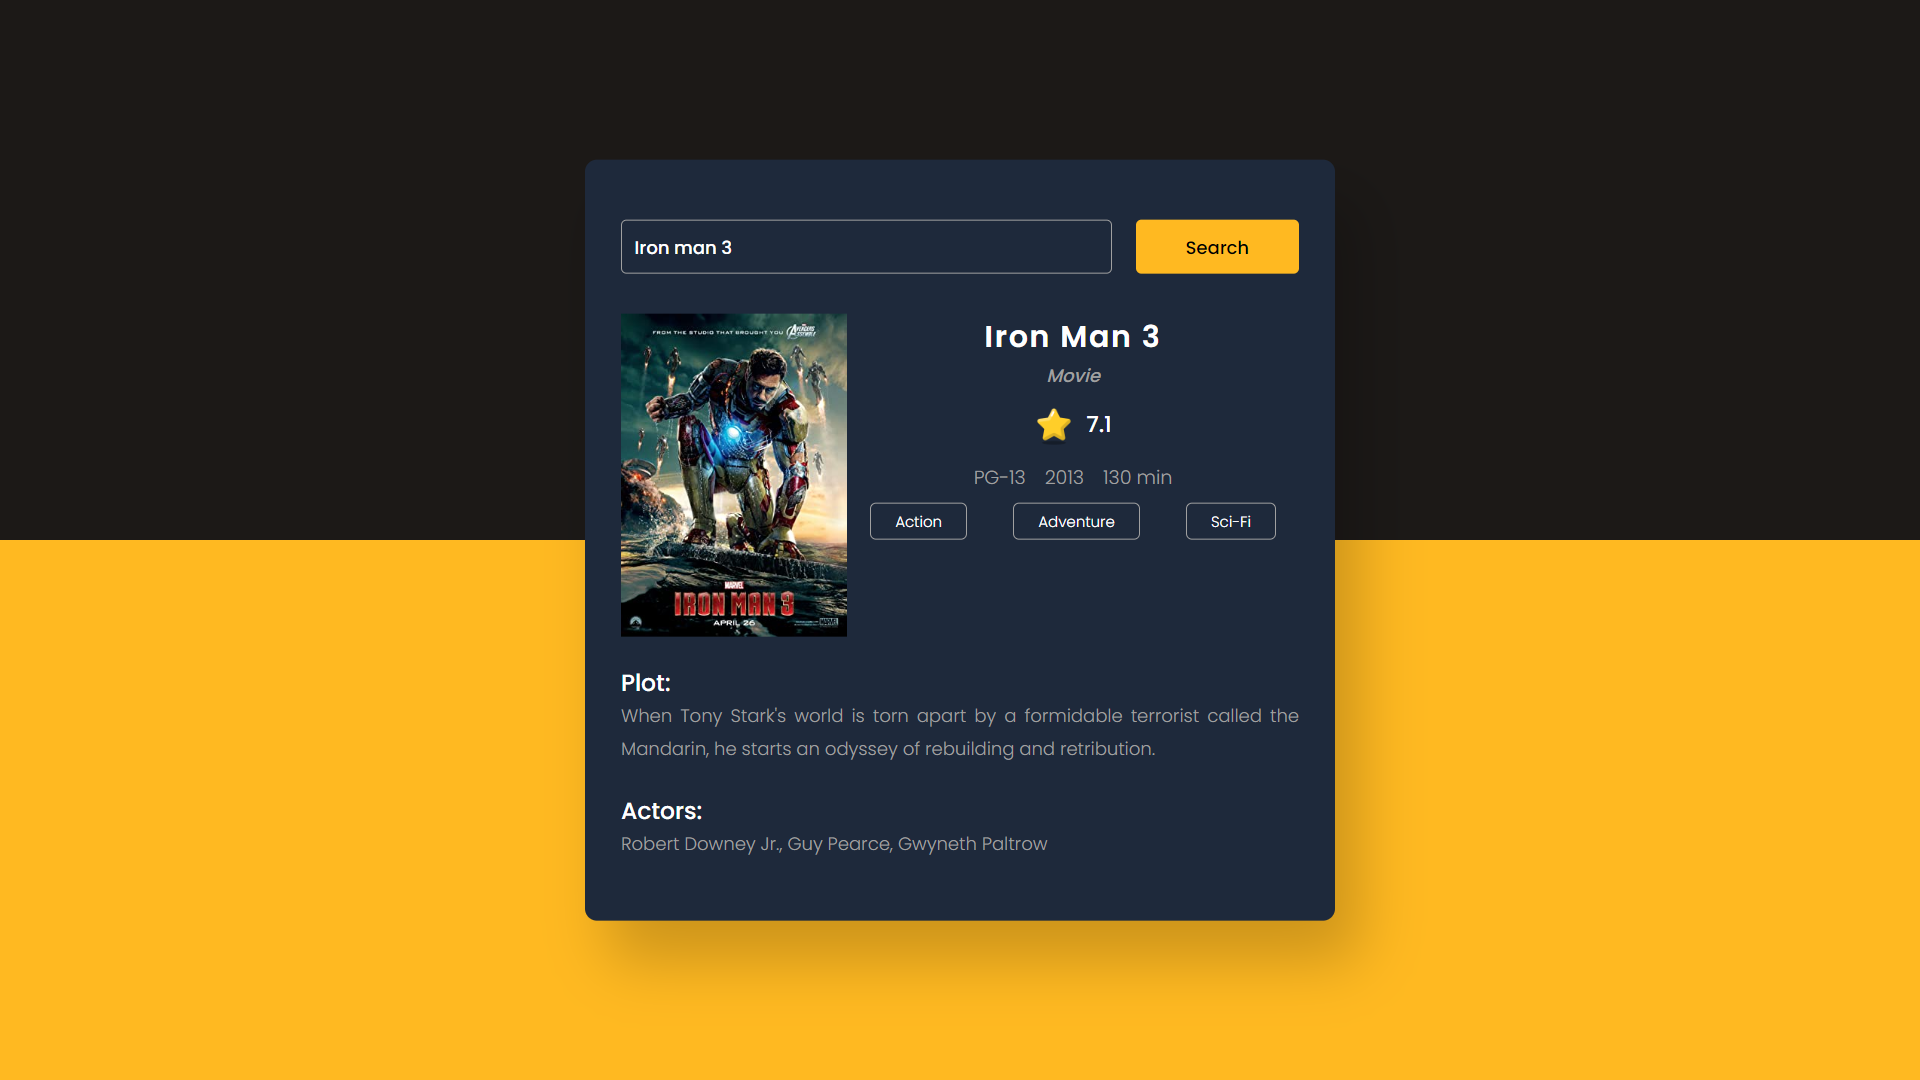 Iron man 3
Search
FROM THE STUDIO THAT BROUGHT YOU
MARVEL
IRON MAN 3
APRIL 26
Iron Man 3
Movie
7.1
PG-13 2013 130 min
Action Adventure Sci-Fi
Plot:
When Tony Stark's world is torn apart by a formidable terrorist called the
Mandarin, he starts an odyssey of rebuilding and retribution.
Actors:
Robert Downey Jr., Guy Pearce, Gwyneth Paltrow